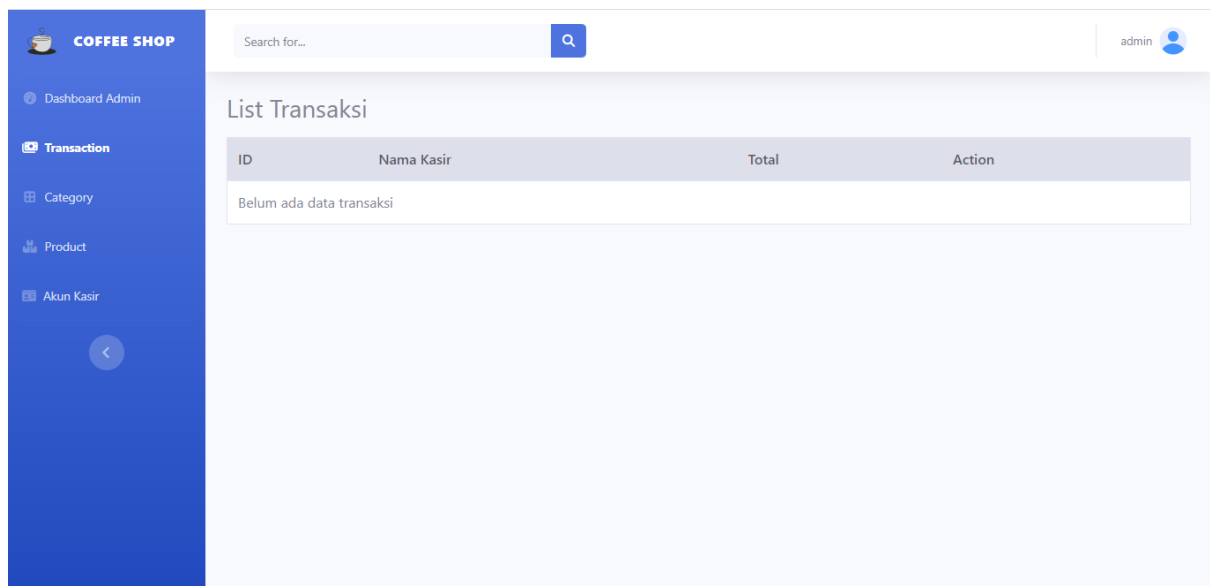 COFFEE SHOP
Search for...
admin
Dashboard Admin
Transaction
Category
Product
Akun Kasir
List Transaksi
ID Nama Kasir Total Action
Belum ada data transaksi